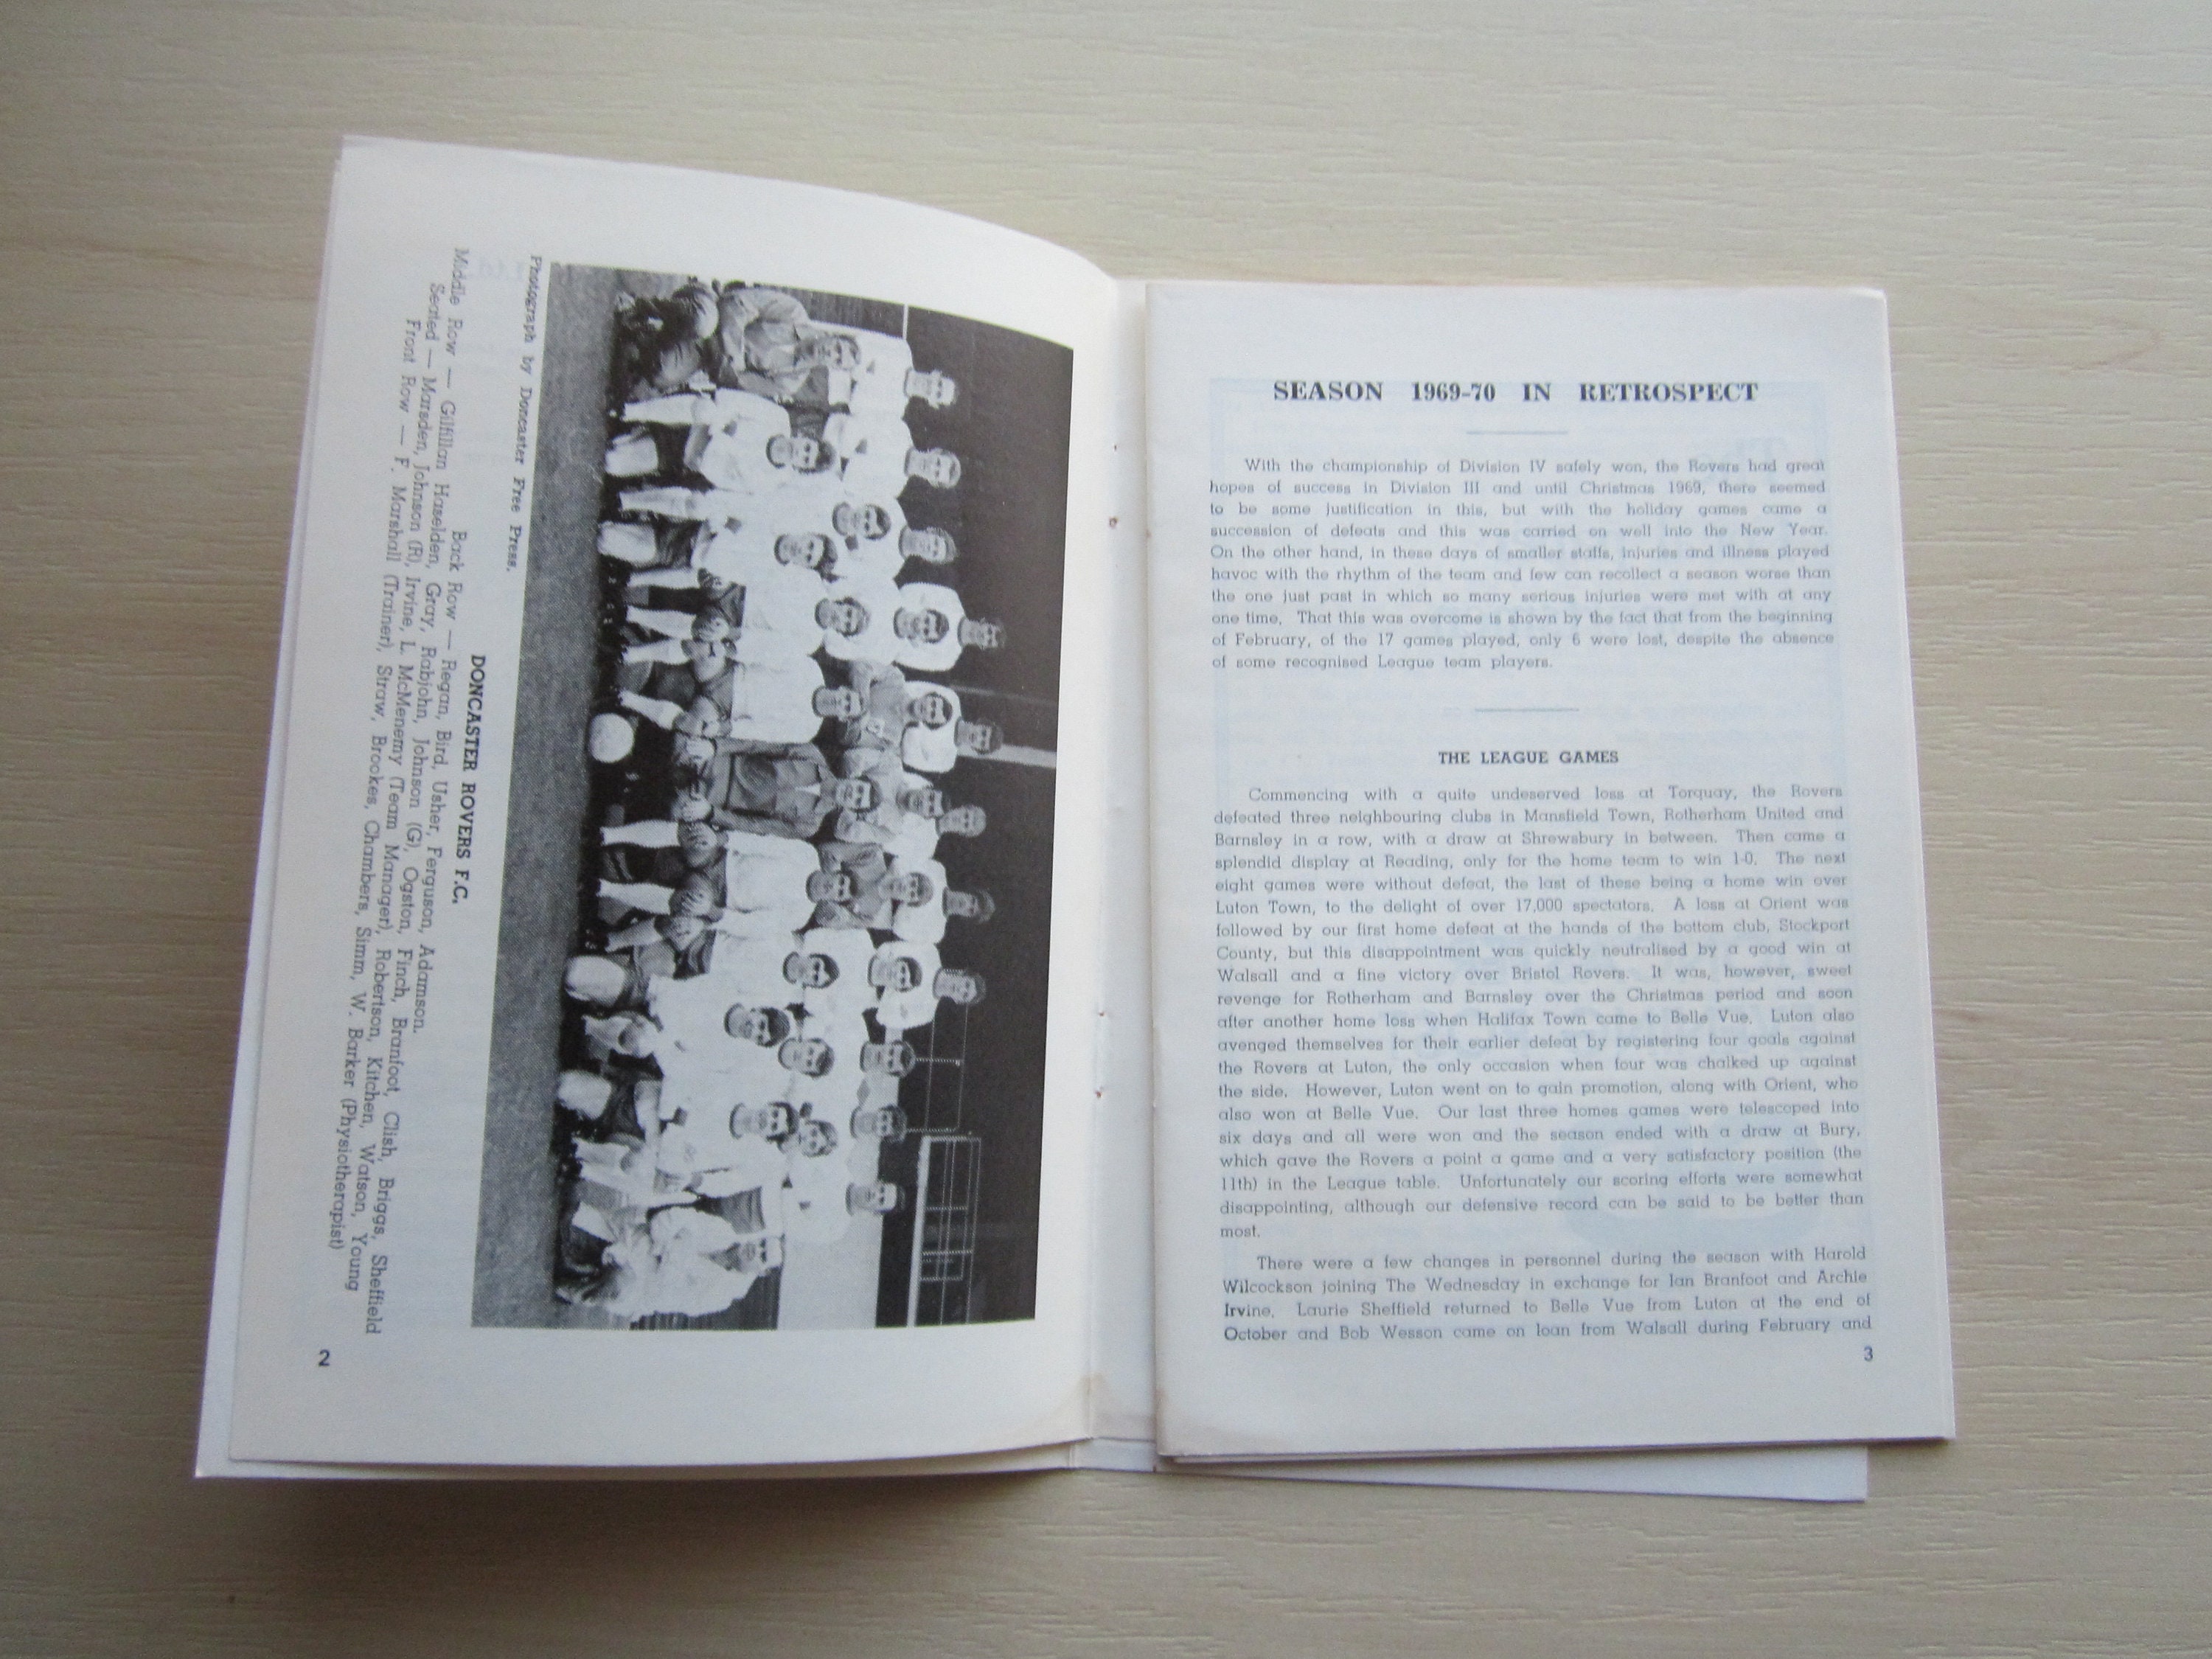 Photograph by Doncaster Free Press.
DONCASTER ROVERS F.C.
Back Row — Regan, Bird, Usher, Ferguson, Adamson.
Middle Row — Gilfillan Haselden, Gray, Rabjohn, Johnson (G), Ogston, Finch, Branfoot, Clish, Briggs, Sheffield
Seated — Marsden, Johnson (R), Irvine, L. McMenemy (Team Manager), Robertson, Kitchen, Watson, Young
Front Row — F. Marshall (Trainer), Straw, Brookes, Chambers, Simm, W. Barker (Physiotherapist)
2
SEASON 1969-70 IN RETROSPECT
With the championship of Division IV safely won, the Rovers had great
hopes of success in Division III and until Christmas 1969, there seemed
to be some justification in this, but with the holiday games came a
succession of defeats and this was carried on well into the New Year.
On the other hand, in these days of smaller staffs, injuries and illness played
havoc with the rhythm of the team and few can recollect a season worse than
the one just past in which so many serious injuries were met with at any
one time. That this was overcome is shown by the fact that from the beginning
of February, of the 17 games played, only 6 were lost, despite the absence
of some recognised League team players.
THE LEAGUE GAMES
Commencing with a quite undeserved loss at Torquay, the Rovers
defeated three neighbouring clubs in Mansfield Town, Rotherham United and
Barnsley in a row, with a draw at Shrewsbury in between. Then came a
splendid display at Reading, only for the home team to win 1-0. The next
eight games were without defeat, the last of these being a home win over
Luton Town, to the delight of over 17,000 spectators. A loss at Orient was
followed by our first home defeat at the hands of the bottom club, Stockport
County, but this disappointment was quickly neutralised by a good win at
Walsall and a fine victory over Bristol Rovers. It was, however, sweet
revenge for Rotherham and Barnsley over the Christmas period and soon
after another home loss when Halifax Town came to Belle Vue. Luton also
avenged themselves for their earlier defeat by registering four goals against
the Rovers at Luton, the only occasion when four was chalked up against
the side. However, Luton went on to gain promotion, along with Orient, who
also won at Belle Vue. Our last three homes games were telescoped into
six days and all were won and the season ended with a draw at Bury,
which gave the Rovers a point a game and a very satisfactory position (the
11th) in the League table. Unfortunately our scoring efforts were somewhat
disappointing, although our defensive record can be said to be better than
most.
There were a few changes in personnel during the season with Harold
Wilcockson joining The Wednesday in exchange for Ian Branfoot and Archie
Irvine. Laurie Sheffield returned to Belle Vue from Luton at the end of
October and Bob Wesson came on loan from Walsall during February and
3